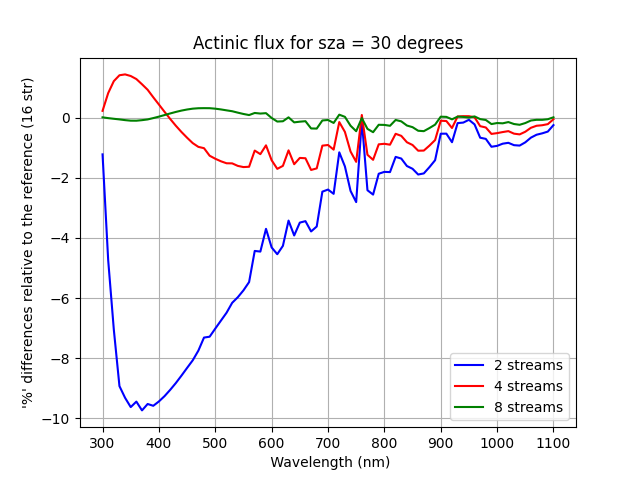 Actinic flux for sza = 30 degrees
'%' differences relative to the reference (16 str)
0
−2
−4
−6
−8
−10
300 400 500 600 700 800 900 1000 1100
Wavelength (nm)
2 streams
4 streams
8 streams